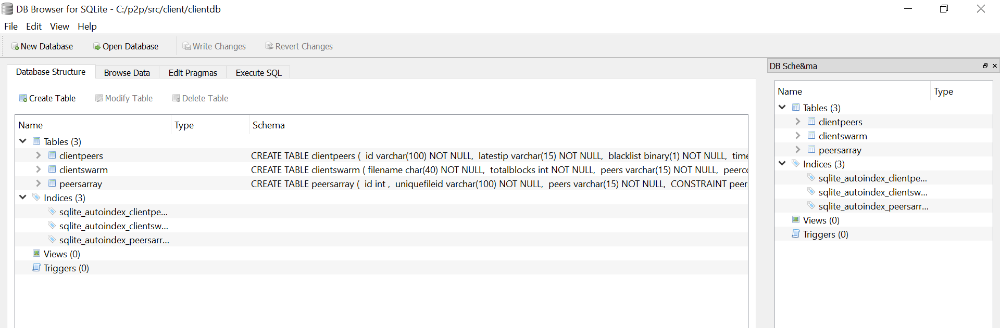 DB Browser for SQLite - C:/p2p/src/client/clientdb
File Edit View Help
New Database Open Database Write Changes Revert Changes
Database Structure Browse Data Edit Pragmas Execute SQL
Create Table Modify Table Delete Table
Name Type Schema
Tables (3)
clientpeers CREATE TABLE clientpeers ( id varchar(100) NOT NULL, latestip varchar(15) NOT NULL, blacklist binary(1) NOT NULL, time
clientswarm CREATE TABLE clientswarm ( filename char(40) NOT NULL, totalblocks int NOT NULL, peers varchar(15) NOT NULL, peerco
peersarray CREATE TABLE peersarray ( id int , uniquefileid varchar(100) NOT NULL, peers varchar(15) NOT NULL, CONSTRAINT peer
Indices (3)
sqlite_autoindex_clientpe...
sqlite_autoindex_clientsw...
sqlite_autoindex_peersarr...
Views (0)
Triggers (0)
DB Sche&ma
Name Type
Tables (3)
clientpeers
clientswarm
peersarray
Indices (3)
sqlite_autoindex_clientpe...
sqlite_autoindex_clientsw...
sqlite_autoindex_peersarr...
Views (0)
Triggers (0)